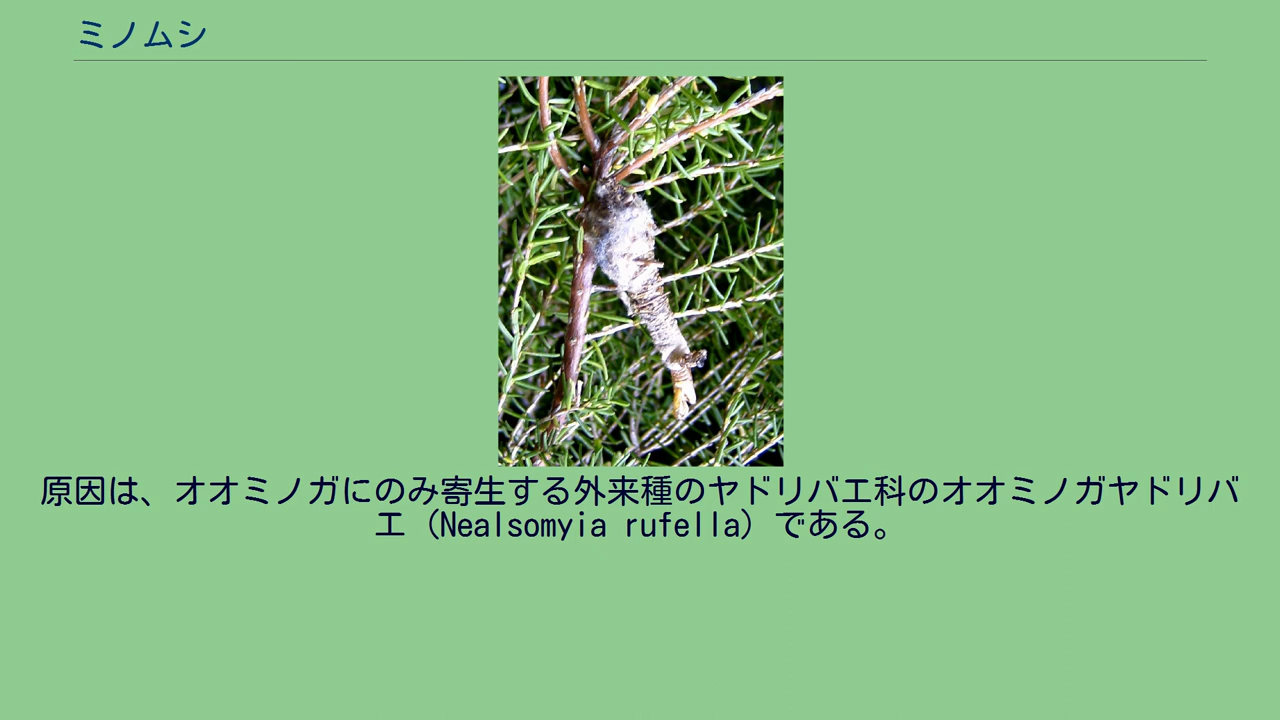 ミノムシ
原因は、オオミノガにのみ寄生する外来種のヤドリバエ科のオオミノガヤドリバ
エ（Nealsomyia rufella）である。